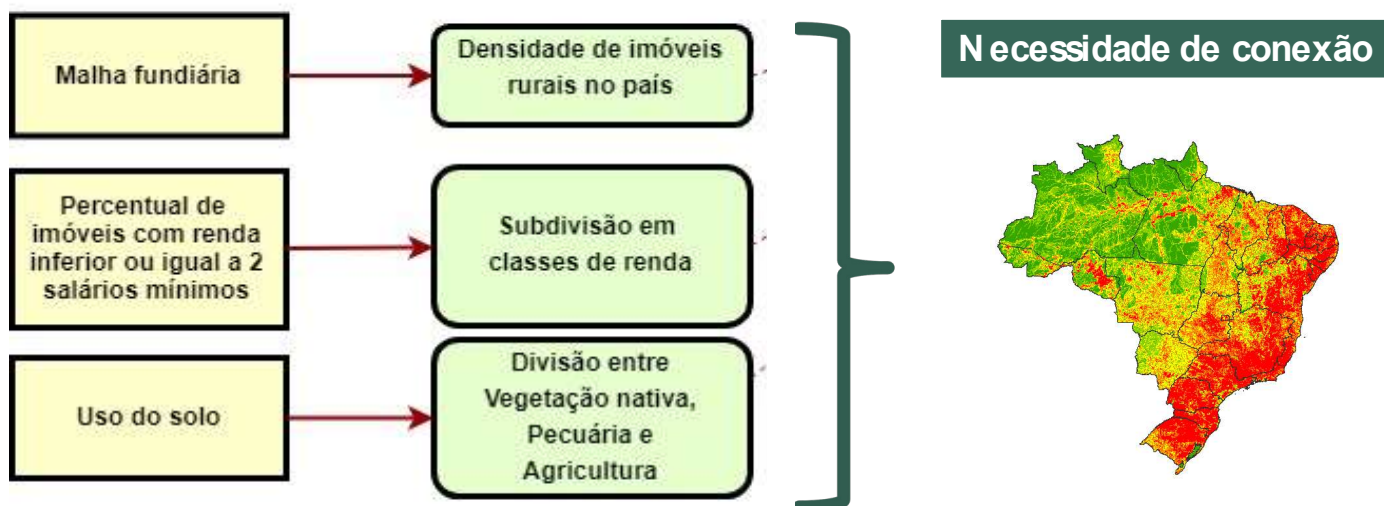 Malha fundiária
Densidade de imóveis
rurais no país
Necessidade de conexão
Percentual de
imóveis com renda
inferior ou igual a 2
salários mínimos
Subdivisão em
classes de renda
Uso do solo
Divisão entre
Vegetação nativa,
Pecuária e
Agricultura